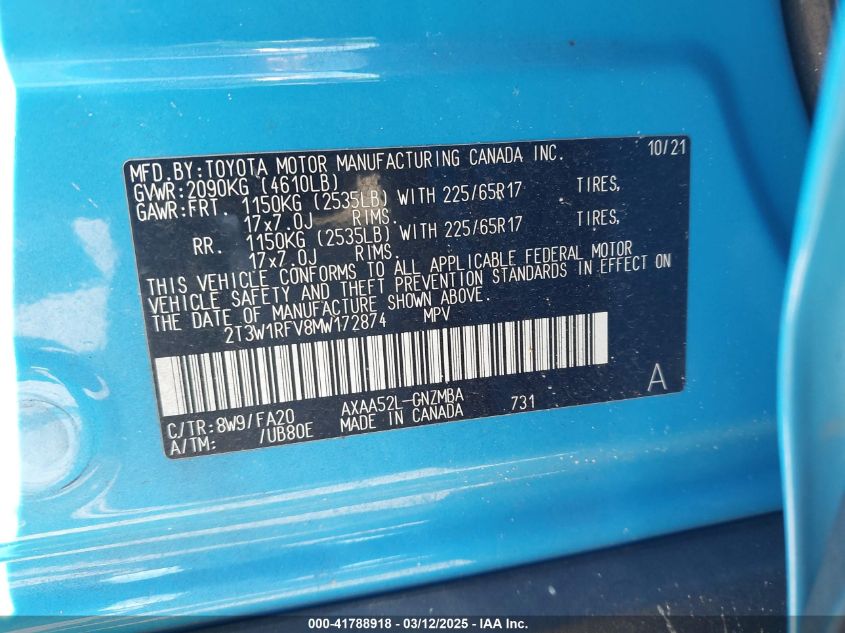 MFD.BY:TOYOTA MOTOR MANUFACTURING CANADA INC. 10/21
GVWR:2090KG (4610LB)
GAWR:FRT. 1150KG (2535LB) WITH 225/65R17 TIRES,
17x7.0J RIMS.
RR. 1150KG (2535LB) WITH 225/65R17 TIRES,
17x7.0J RIMS.
THIS VEHICLE CONFORMS TO ALL APPLICABLE FEDERAL MOTOR
VEHICLE SAFETY AND THEFT PREVENTION STANDARDS IN EFFECT ON
THE DATE OF MANUFACTURE SHOWN ABOVE.
2T3W1RFV8MW172874 MPV
A
C/TR:8W9/FA20 AXAA52L-GNZMBA 731
A/TM: /UB80E MADE IN CANADA
000-41788918 - 03/12/2025 - IAA Inc.